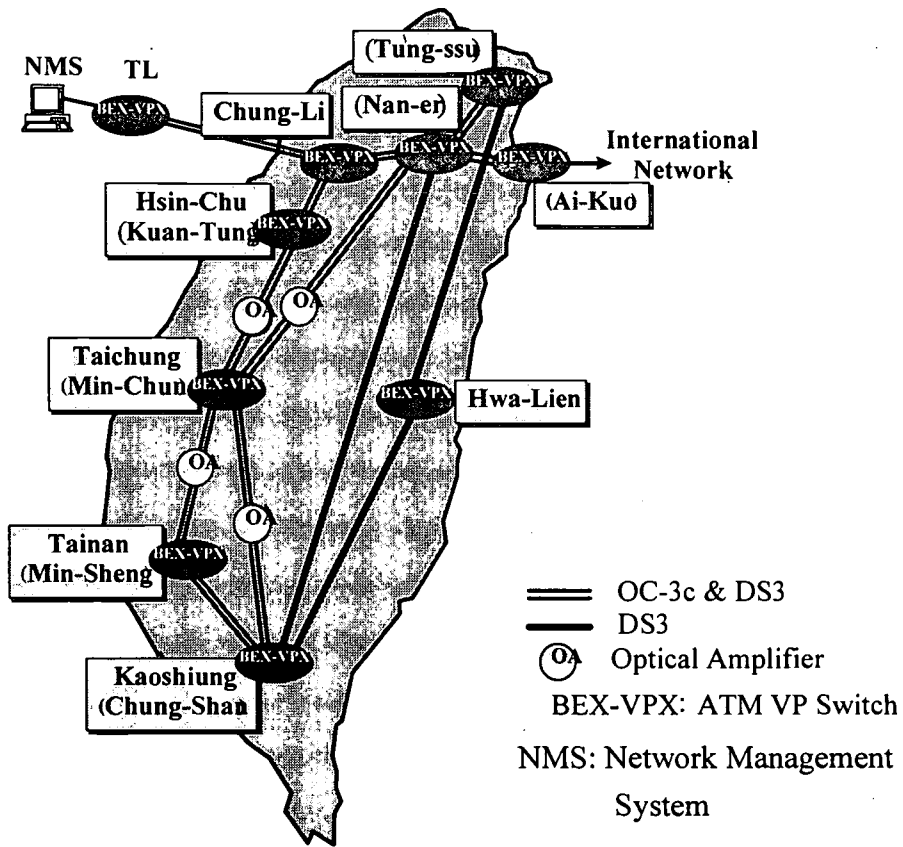 (Tung-ssu)
NMS
TL
BEX-VPX
BEX-VPX
Chung-Li
(Nan-er)
BEX-VPX
BEX-VPX
BEX-VPX
International
Network
(Ai-Kuo)
Hsin-Chu
(Kuan-Tung
BEX-VPX
OA
OA
Taichung
(Min-Chun)
BEX-VPX
BEX-VPX
Hwa-Lien
OA
OA
Tainan
(Min-Sheng
BEX-VPX
BEX-VPX
Kaoshiung
(Chung-Shan
OC-3c & DS3
DS3
OA Optical Amplifier
BEX-VPX: ATM VP Switch
NMS: Network Management
System